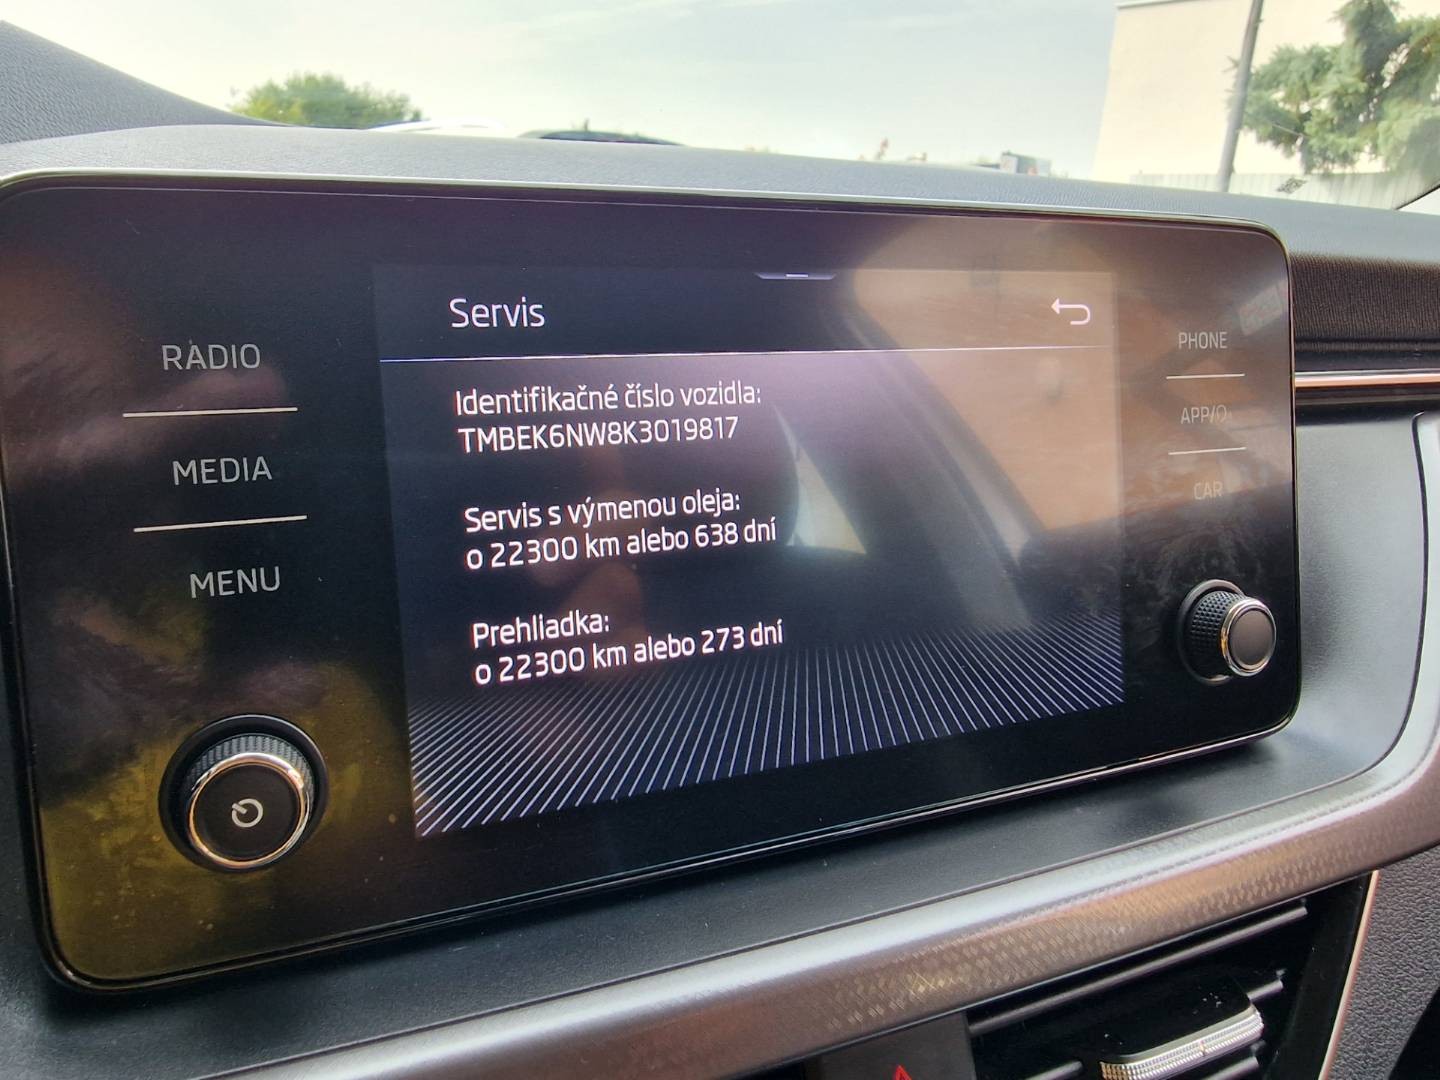 Servis
RADIO
MEDIA
MENU
Identifikačné číslo vozidla:
TMBEK6NW8K3019817
Servis s výmenou oleja:
o 22300 km alebo 638 dní
Prehliadka:
o 22300 km alebo 273 dní
PHONE
APP/
CAR